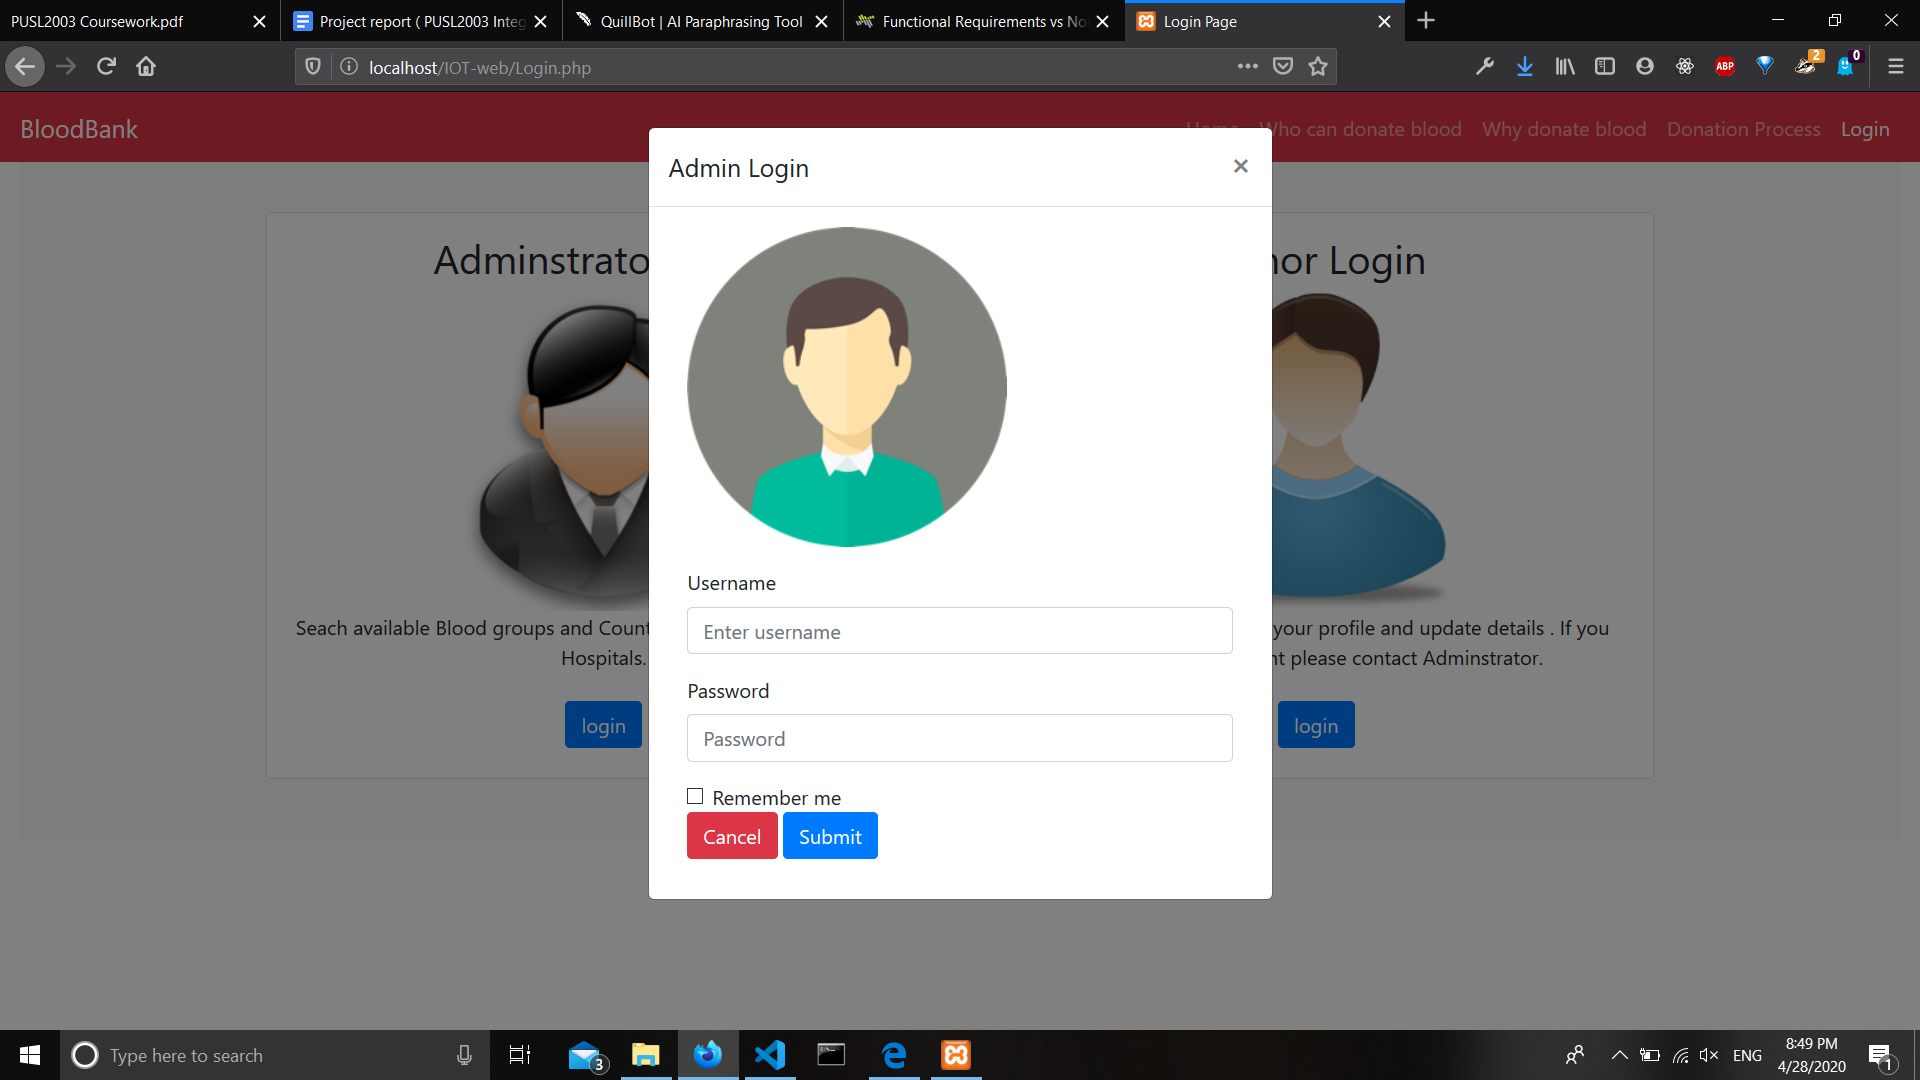 PUSL2003 Coursework.pdf
Project report ( PUSL2003 Integ
QuillBot | AI Paraphrasing Tool
Functional Requirements vs No
Login Page
localhost/IOT-web/Login.php
ABP
2
0
BloodBank
Home
Who can donate blood
Why donate blood
Donation Process
Login
Admin Login
×
Adminstrato
nor Login
Username
Enter username
Seach available Blood groups and Count
Hospitals.
your profile and update details . If you
nt please contact Adminstrator.
Password
Password
login
login
Remember me
Cancel
Submit
Type here to search
3
ENG
8:49 PM
4/28/2020
1